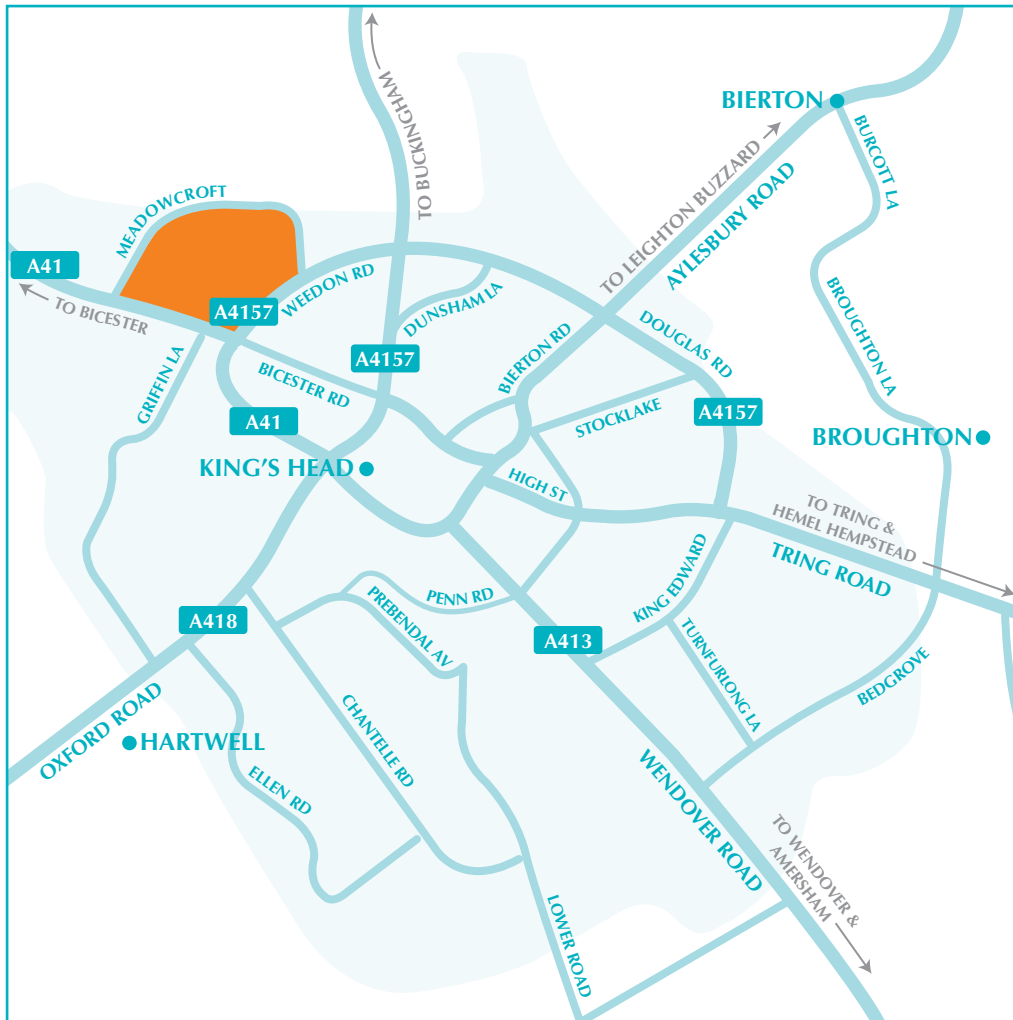 TO BUCKINGHAM
BIERTON
BURCOTT LA
TO LEIGHTON BUZZARD
AYLESBURY ROAD
MEADOWCROFT
A41
TO BICESTER
A4157
WEEDON RD
DUNSHAM LA
BROUGHTON LA
GRIFFIN LA
BICESTER RD
A4157
BIERTON RD
DOUGLAS RD
STOCKLAKE
A4157
A41
KING'S HEAD
BROUGHTON
HIGH ST
TO TRING &
HEMEL HEMPSTEAD
TRING ROAD
KING EDWARD
PENN RD
PREBENDAL AV
A418
A413
TURNFURLONG LA
BEDGROVE
OXFORD ROAD
HARTWELL
CHANTELLE RD
ELLEN RD
WENDOVER ROAD
TO WENDOVER &
AMERSHAM
LOWER ROAD